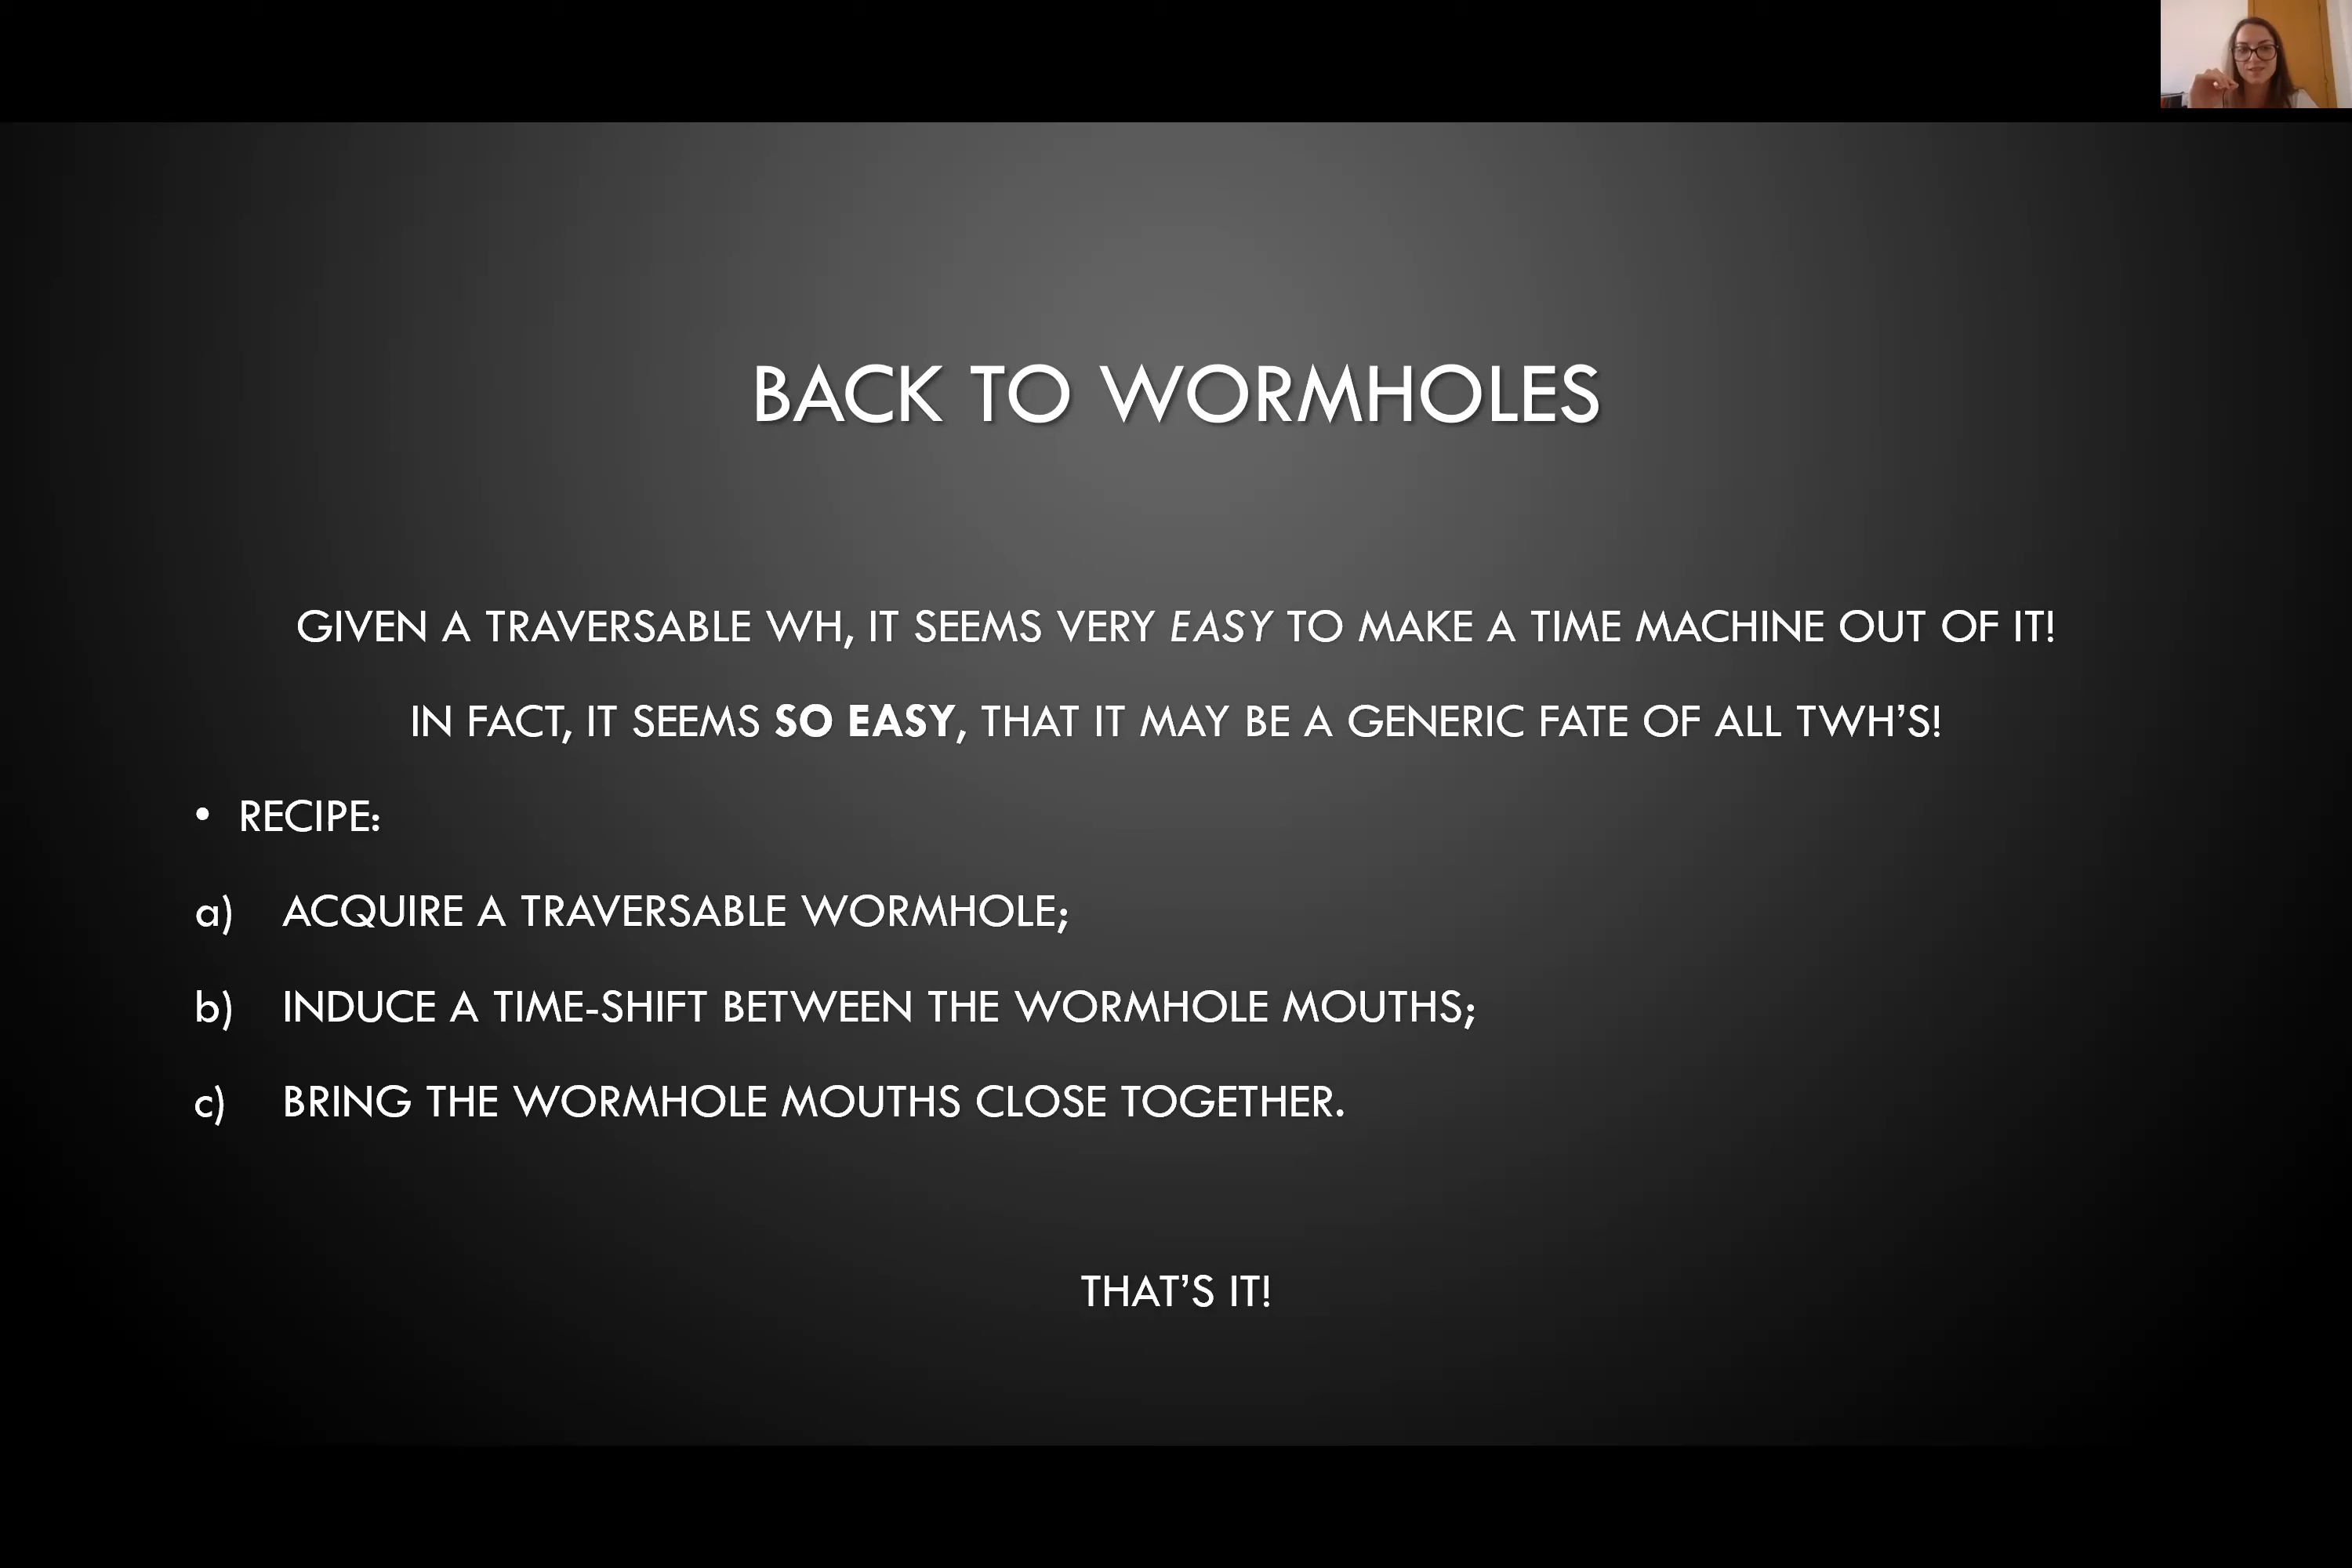 BACK TO WORMHOLES
GIVEN A TRAVERSABLE WH, IT SEEMS VERY EASY TO MAKE A TIME MACHINE OUT OF IT!
IN FACT, IT SEEMS SO EASY, THAT IT MAY BE A GENERIC FATE OF ALL TWH’S!
• RECIPE:
a) ACQUIRE A TRAVERSABLE WORMHOLE;
b) INDUCE A TIME-SHIFT BETWEEN THE WORMHOLE MOUTHS;
c) BRING THE WORMHOLE MOUTHS CLOSE TOGETHER.
THAT’S IT!